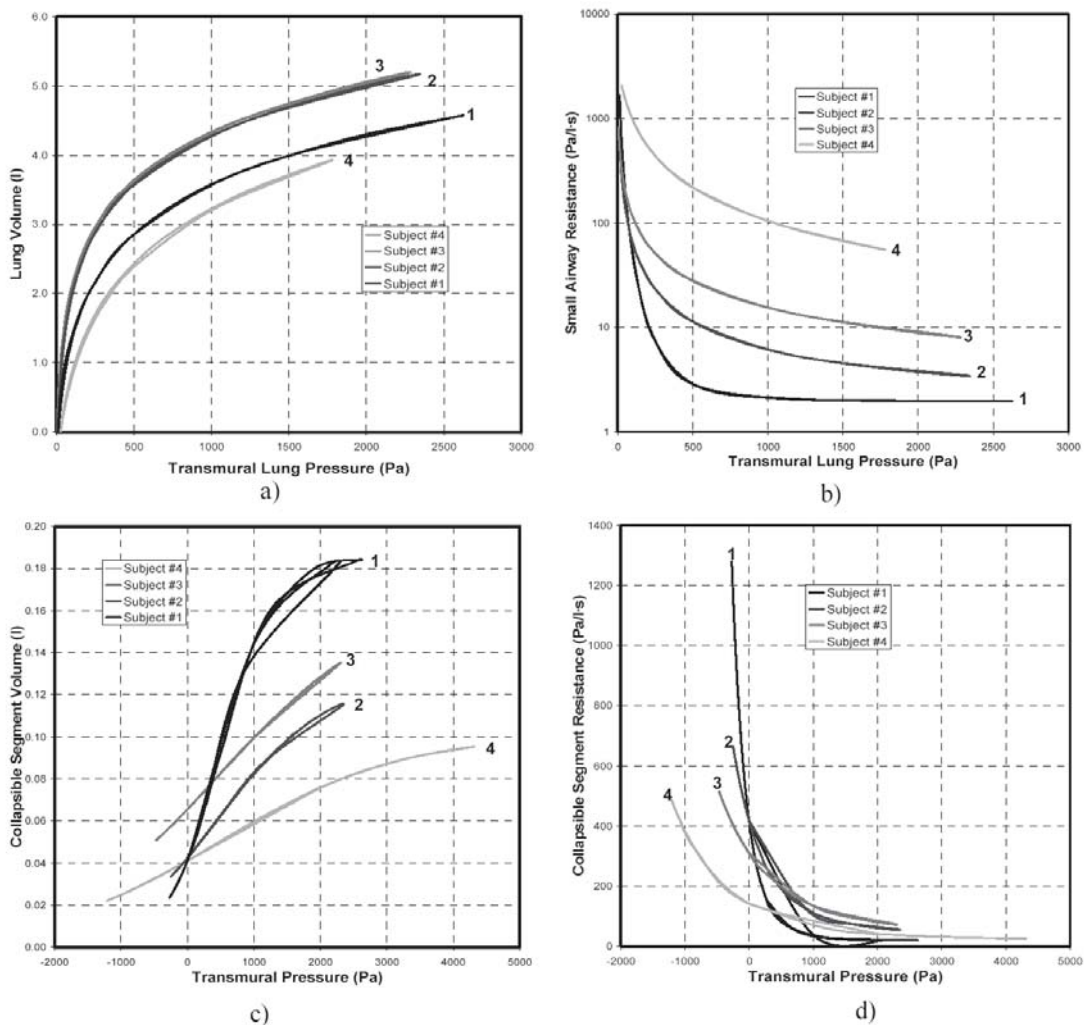 6.0
5.0
4.0
3.0
2.0
1.0
0.0
Lung Volume (l)
3
2
1
4
Subject #4
Subject #3
Subject #2
Subject #1
0 500 1000 1500 2000 2500 3000
Transmural Lung Pressure (Pa)
a)
10000
1000
100
10
1
Small Airway Resistance (Pa/l·s)
Subject #1
Subject #2
Subject #3
Subject #4
4
3
2
1
0 500 1000 1500 2000 2500 3000
Transmural Lung Pressure (Pa)
b)
0.20
0.18
0.16
0.14
0.12
0.10
0.08
0.06
0.04
0.02
0.00
Collapsible Segment Volume (l)
Subject #4
Subject #3
Subject #2
Subject #1
1
3
2
4
-2000 -1000 0 1000 2000 3000 4000 5000
Transmural Pressure (Pa)
c)
1400
1200
1000
800
600
400
200
0
Collapsible Segment Resistance (Pa/l·s)
1
2
3
4
Subject #1
Subject #2
Subject #3
Subject #4
-2000 -1000 0 1000 2000 3000 4000 5000
Transmural Pressure (Pa)
d)